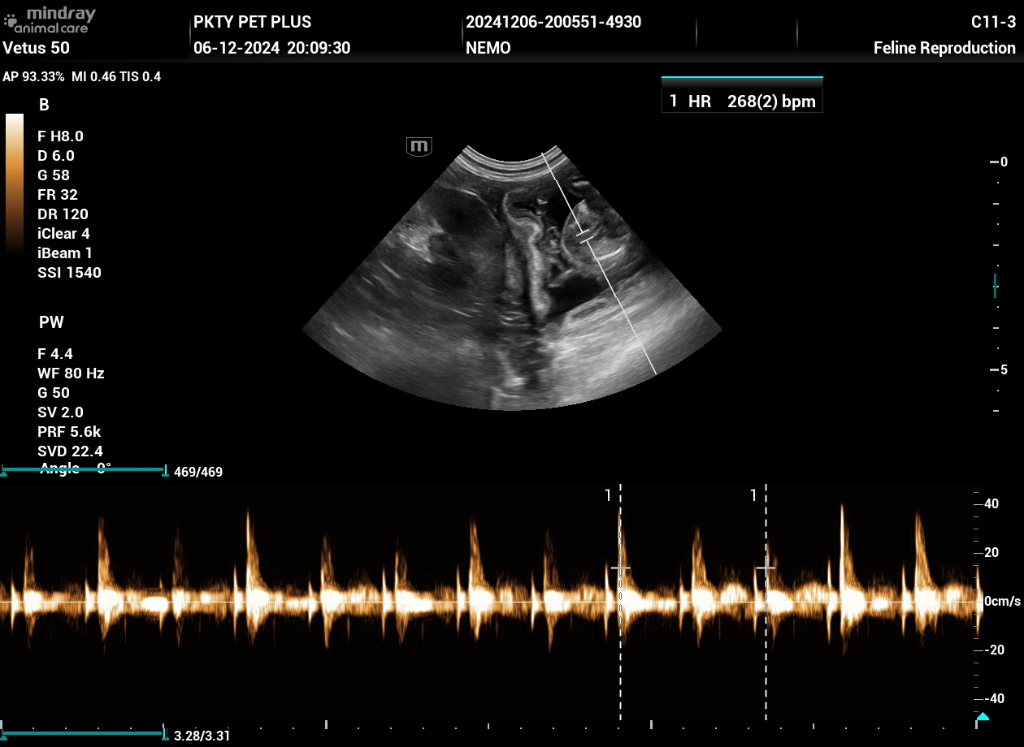 mindray
animal care
PKTY PET PLUS
20241206-200551-4930
C11-3
Vetus 50
06-12-2024 20:09:30
NEMO
Feline Reproduction
AP 93.33% MI 0.46 TIS 0.4
1 HR 268(2) bpm
B
F H8.0
D 6.0
G 58
FR 32
DR 120
iClear 4
iBeam 1
SSI 1540
m
0
5
PW
F 4.4
WF 80 Hz
G 50
SV 2.0
PRF 5.6k
SVD 22.4
Angle 0°
469/469
1
1
40
20
0cm/s
-20
-40
3.28/3.31